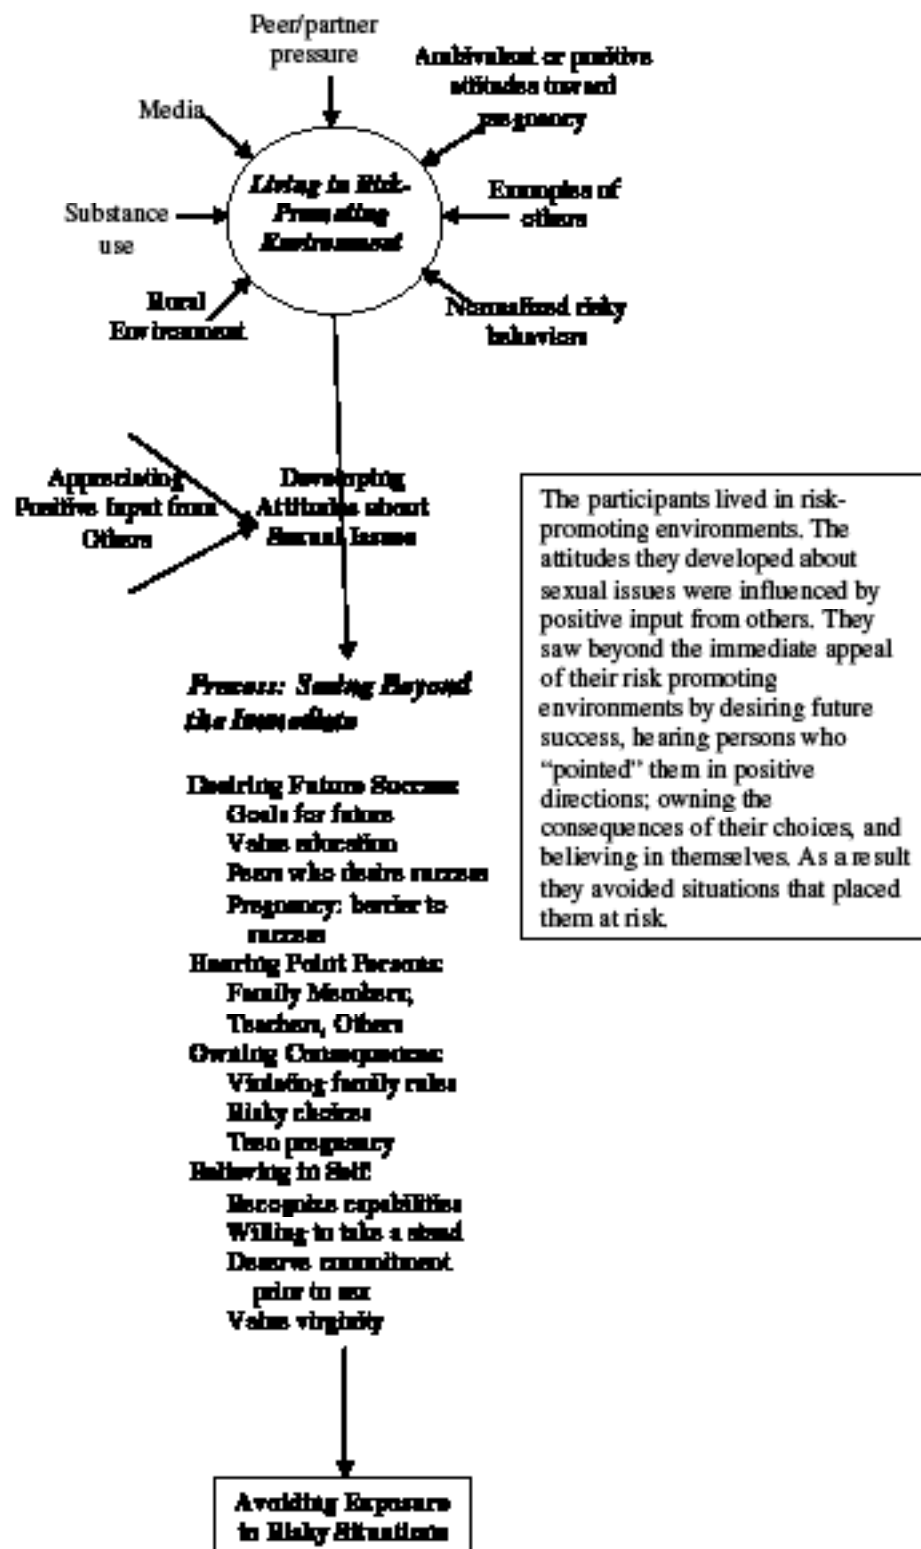 Peer/partner
pressure
Ambivalent or positive
attitudes toward
pregnancy
Media
Living in Risk-
Promoting
Environment
Examples of
others
Substance
use
Rural
Environment
Normalized risky
behaviors
Appreciating
Positive Input from
Others
Developing
Attitudes about
Sexual Issues
The participants lived in risk-
promoting environments. The
attitudes they developed about
sexual issues were influenced by
positive input from others. They
saw beyond the immediate appeal
of their risk promoting
environments by desiring future
success, hearing persons who
“pointed” them in positive
directions; owning the
consequences of their choices, and
believing in themselves. As a result
they avoided situations that placed
them at risk.
Process: Seeing Beyond
the Immediate
Desiring Future Success:
Goals for future
Value education
Peers who desire success
Pregnancy: barrier to
success
Hearing Point Persons:
Family Members,
Teachers, Others
Owning Consequences:
Violating family rules
Risky choices
Teen pregnancy
Believing in Self:
Recognize capabilities
Willing to take a stand
Deserve commitment
prior to sex
Value virginity
Avoiding Exposure
to Risky Situations